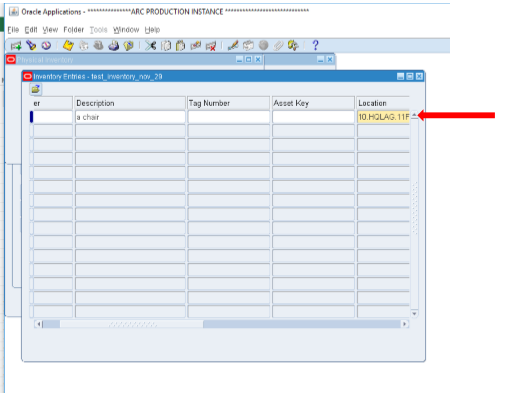 Oracle Applications - ****************ARC PRODUCTION INSTANCE ******************************
File Edit View Folder Tools Window Help
Physical Inventory
Inventory Entries - test_inventory_nov_29
er Description Tag Number Asset Key Location
a chair 10.HQLAG.11F